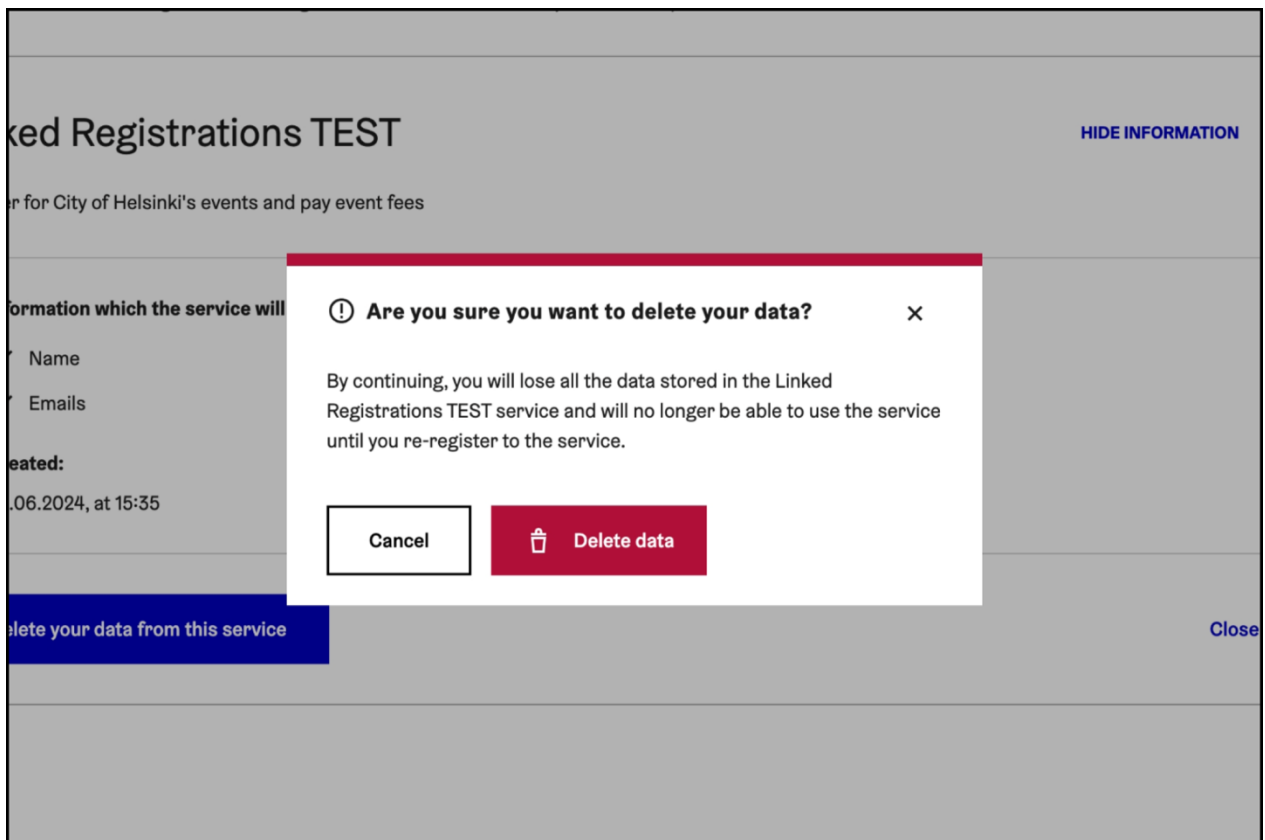 ked Registrations TEST
HIDE INFORMATION
er for City of Helsinki's events and pay event fees
formation which the service will
Are you sure you want to delete your data?
Name
Emails
By continuing, you will lose all the data stored in the Linked
Registrations TEST service and will no longer be able to use the service
until you re-register to the service.
eated:
.06.2024, at 15:35
Cancel
Delete data
elete your data from this service
Close